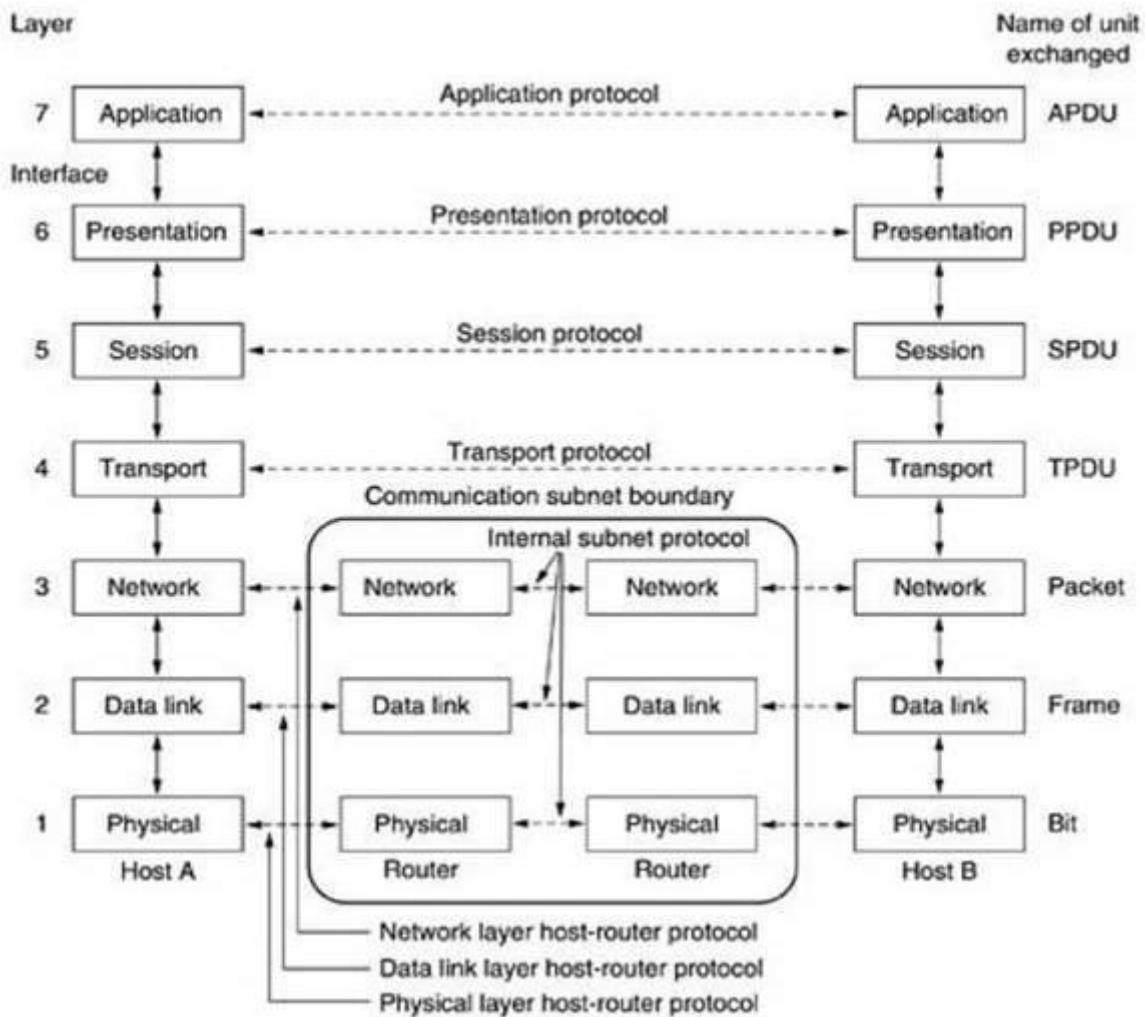 Layer
Name of unit
exchanged
7 Application Application protocol Application APDU
Interface
6 Presentation Presentation protocol Presentation PPDU
5 Session Session protocol Session SPDU
4 Transport Transport protocol Transport TPDU
Communication subnet boundary
Internal subnet protocol
3 Network Network Network Network Packet
2 Data link Data link Data link Data link Frame
1 Physical Physical Physical Physical Bit
Host A Router Router Host B
Network layer host-router protocol
Data link layer host-router protocol
Physical layer host-router protocol